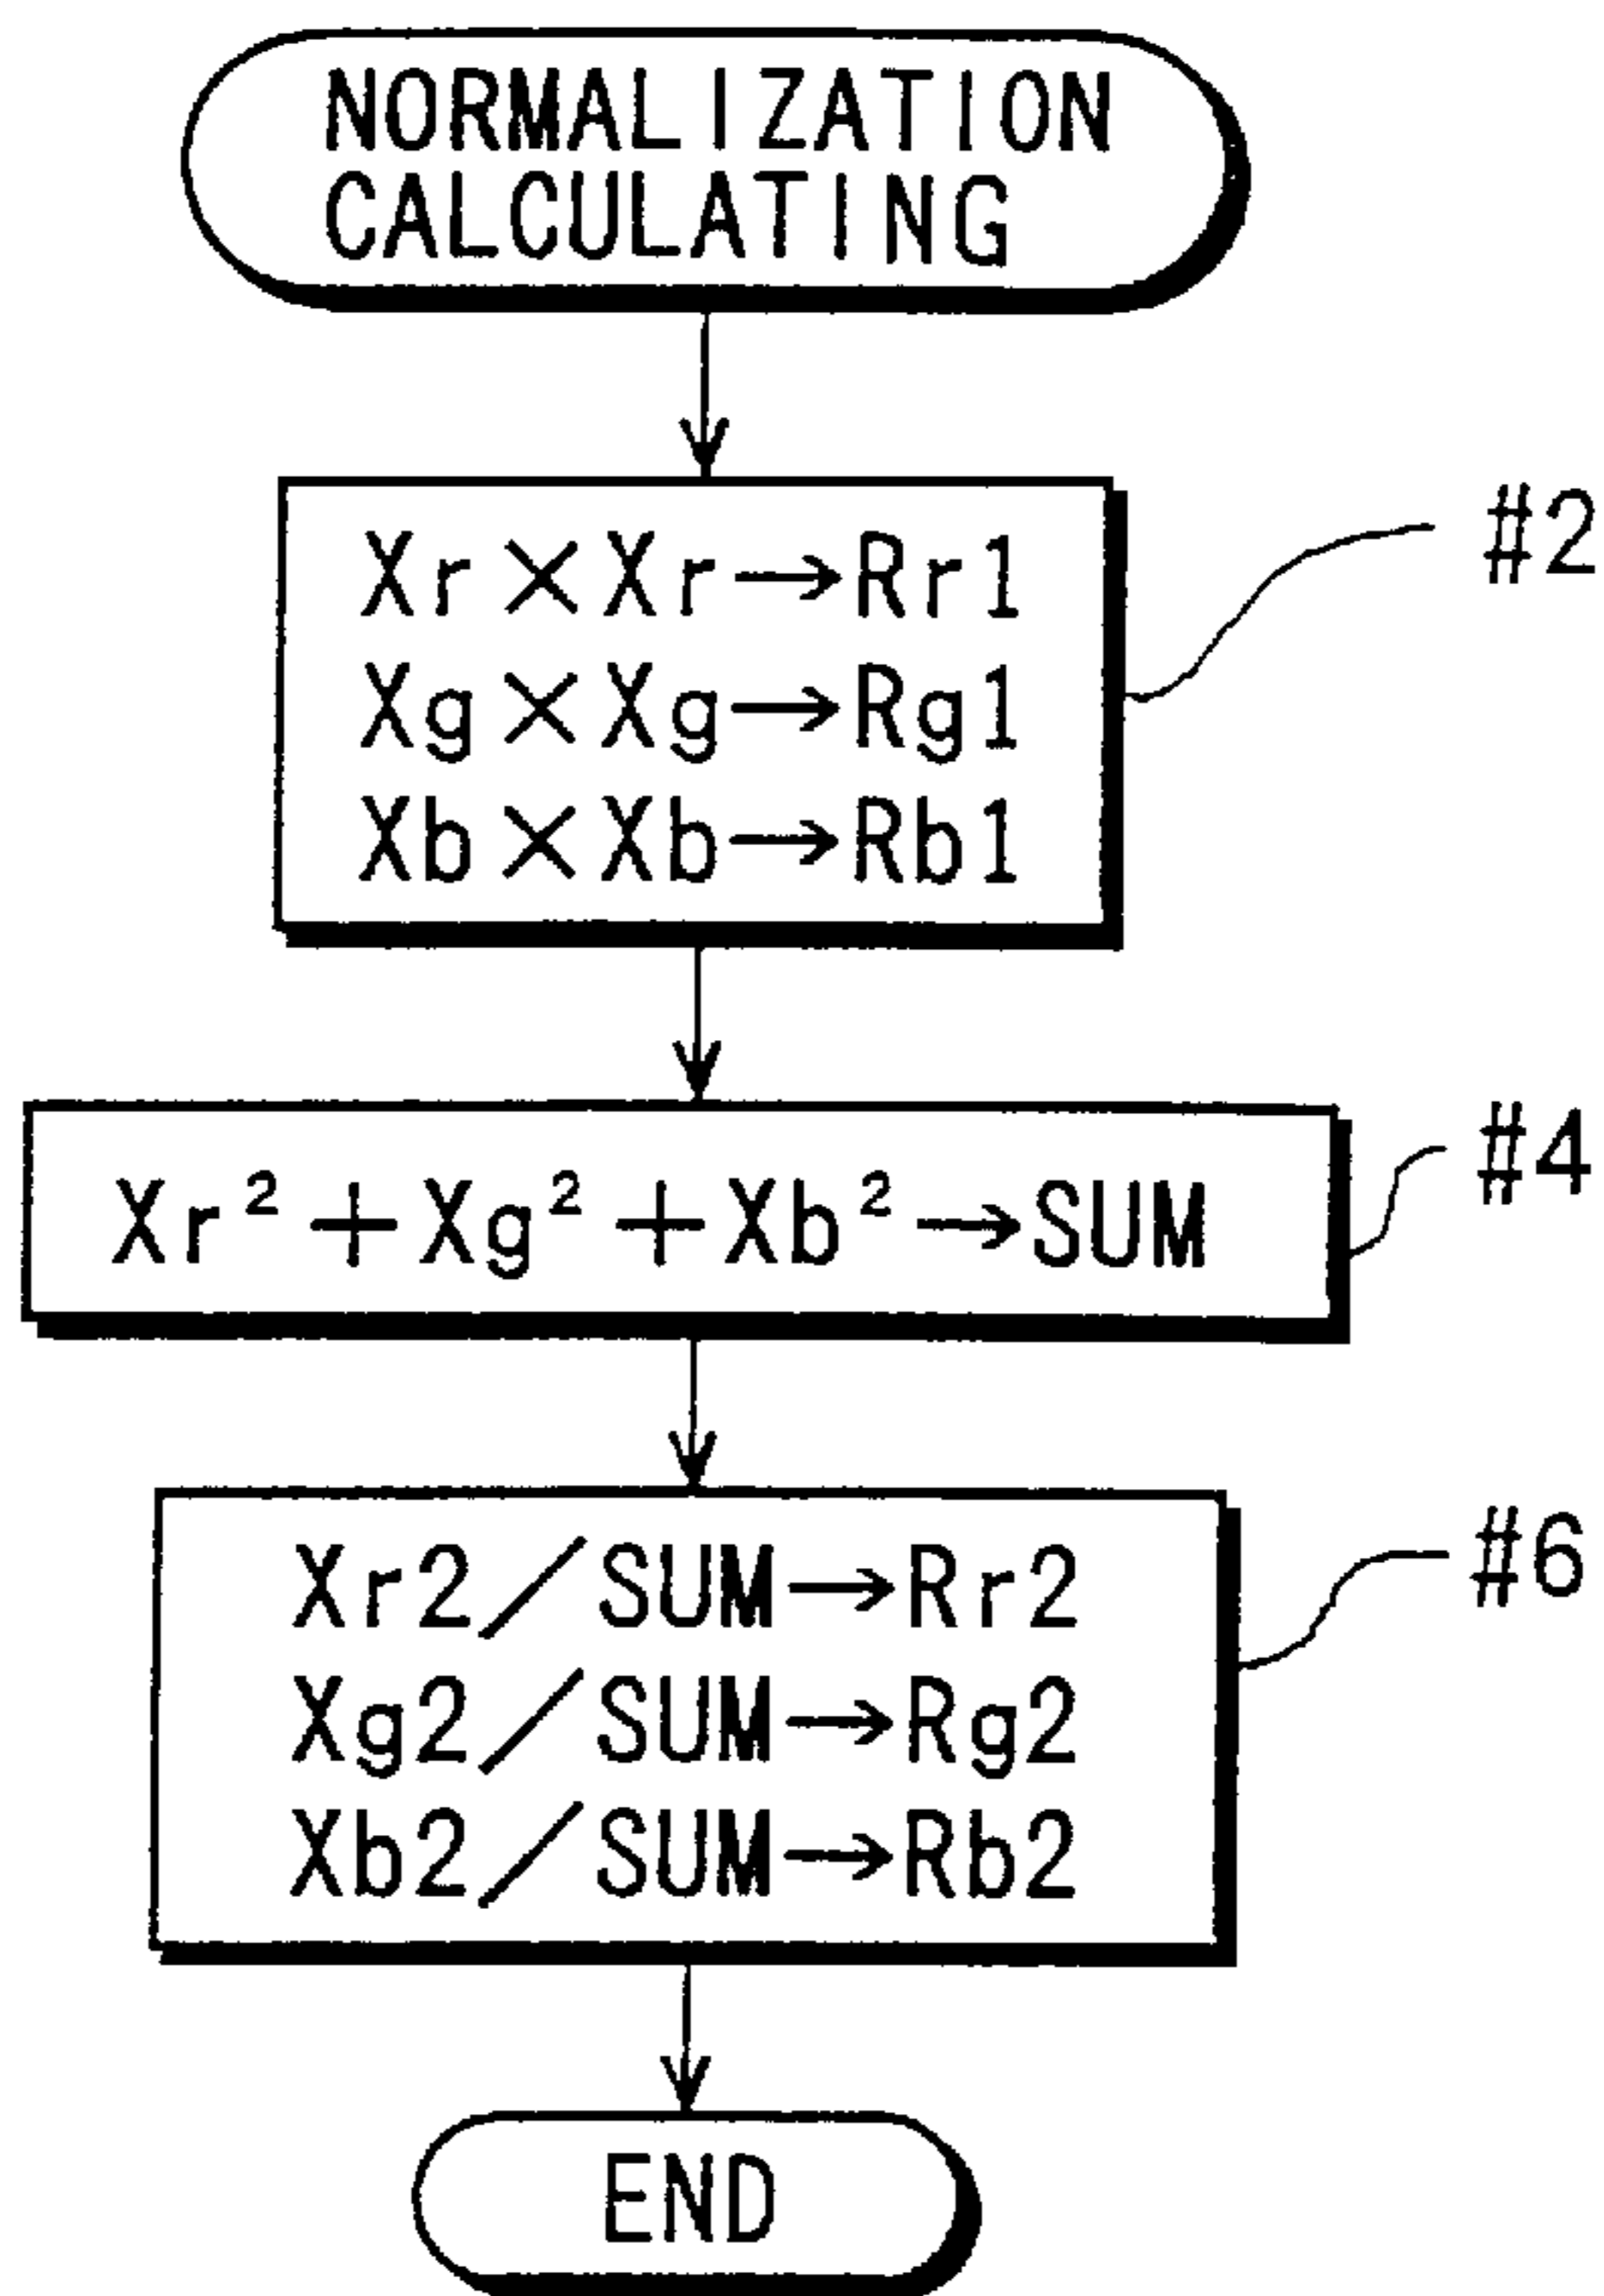 NORMALIZATION
CALCULATING
#2
Xr×Xr→Rr1
Xg×Xg→Rg1
Xb×Xb→Rb1
#4
Xr²+Xg²+Xb²→SUM
#6
Xr2/SUM→Rr2
Xg2/SUM→Rg2
Xb2/SUM→Rb2
END